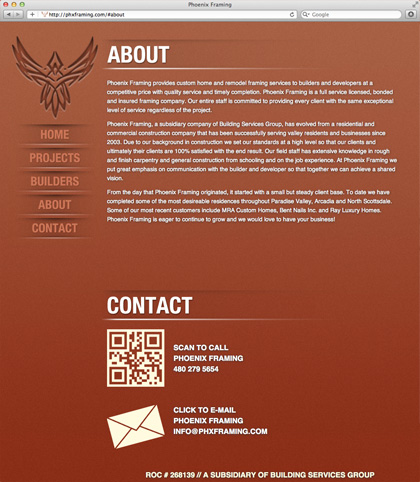 Phoenix Framing
http://phxframing.com/#about
Google
ABOUT
Phoenix Framing provides custom home and remodel framing services to builders and developers at a
competitive price with quality service and timely completion. Phoenix Framing is a full service licensed, bonded
and insured framing company. Our entire staff is committed to providing every client with the same exceptional
level of service regardless of the project.
Phoenix Framing, a subsidiary company of Building Services Group, has evolved from a residential and
commercial construction company that has been successfully serving valley residents and businesses since
2003. Due to our background in construction we set our standards at a high level so that our clients and
ultimately their clients are 100% satisfied with the end result. Our field staff has extensive knowledge in rough
and finish carpentry and general construction from schooling and on the job experience. At Phoenix Framing we
put great emphasis on communication with the builder and developer so that together we can achieve a shared
vision.
From the day that Phoenix Framing originated, it started with a small but steady client base. To date we have
completed some of the most desireable residences throughout Paradise Valley, Arcadia and North Scottsdale.
Some of our most recent customers include MRA Custom Homes, Bent Nails Inc. and Ray Luxury Homes.
Phoenix Framing is eager to continue to grow and we would love to have your business!
HOME
PROJECTS
BUILDERS
ABOUT
CONTACT
CONTACT
SCAN TO CALL
PHOENIX FRAMING
480 279 5654
CLICK TO E-MAIL
PHOENIX FRAMING
INFO@PHXFRAMING.COM
ROC # 268139 // A SUBSIDIARY OF BUILDING SERVICES GROUP